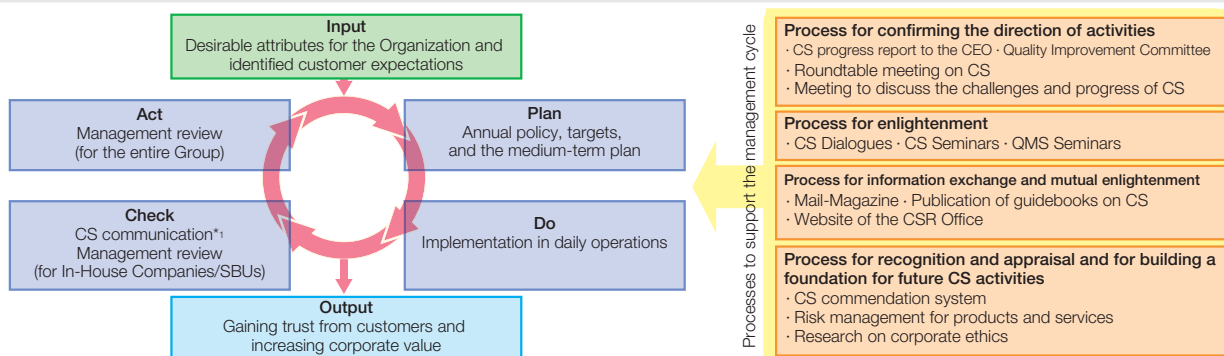 Input
Desirable attributes for the Organization and
identified customer expectations
Act
Management review
(for the entire Group)
Plan
Annual policy, targets,
and the medium-term plan
Check
CS communication*1
Management review
(for In-House Companies/SBUs)
Do
Implementation in daily operations
Output
Gaining trust from customers and
increasing corporate value
Processes to support the management cycle
Process for confirming the direction of activities
· CS progress report to the CEO · Quality Improvement Committee
· Roundtable meeting on CS
· Meeting to discuss the challenges and progress of CS
Process for enlightenment
· CS Dialogues · CS Seminars · QMS Seminars
Process for information exchange and mutual enlightenment
· Mail-Magazine · Publication of guidebooks on CS
· Website of the CSR Office
Process for recognition and appraisal and for building a
foundation for future CS activities
· CS commendation system
· Risk management for products and services
· Research on corporate ethics